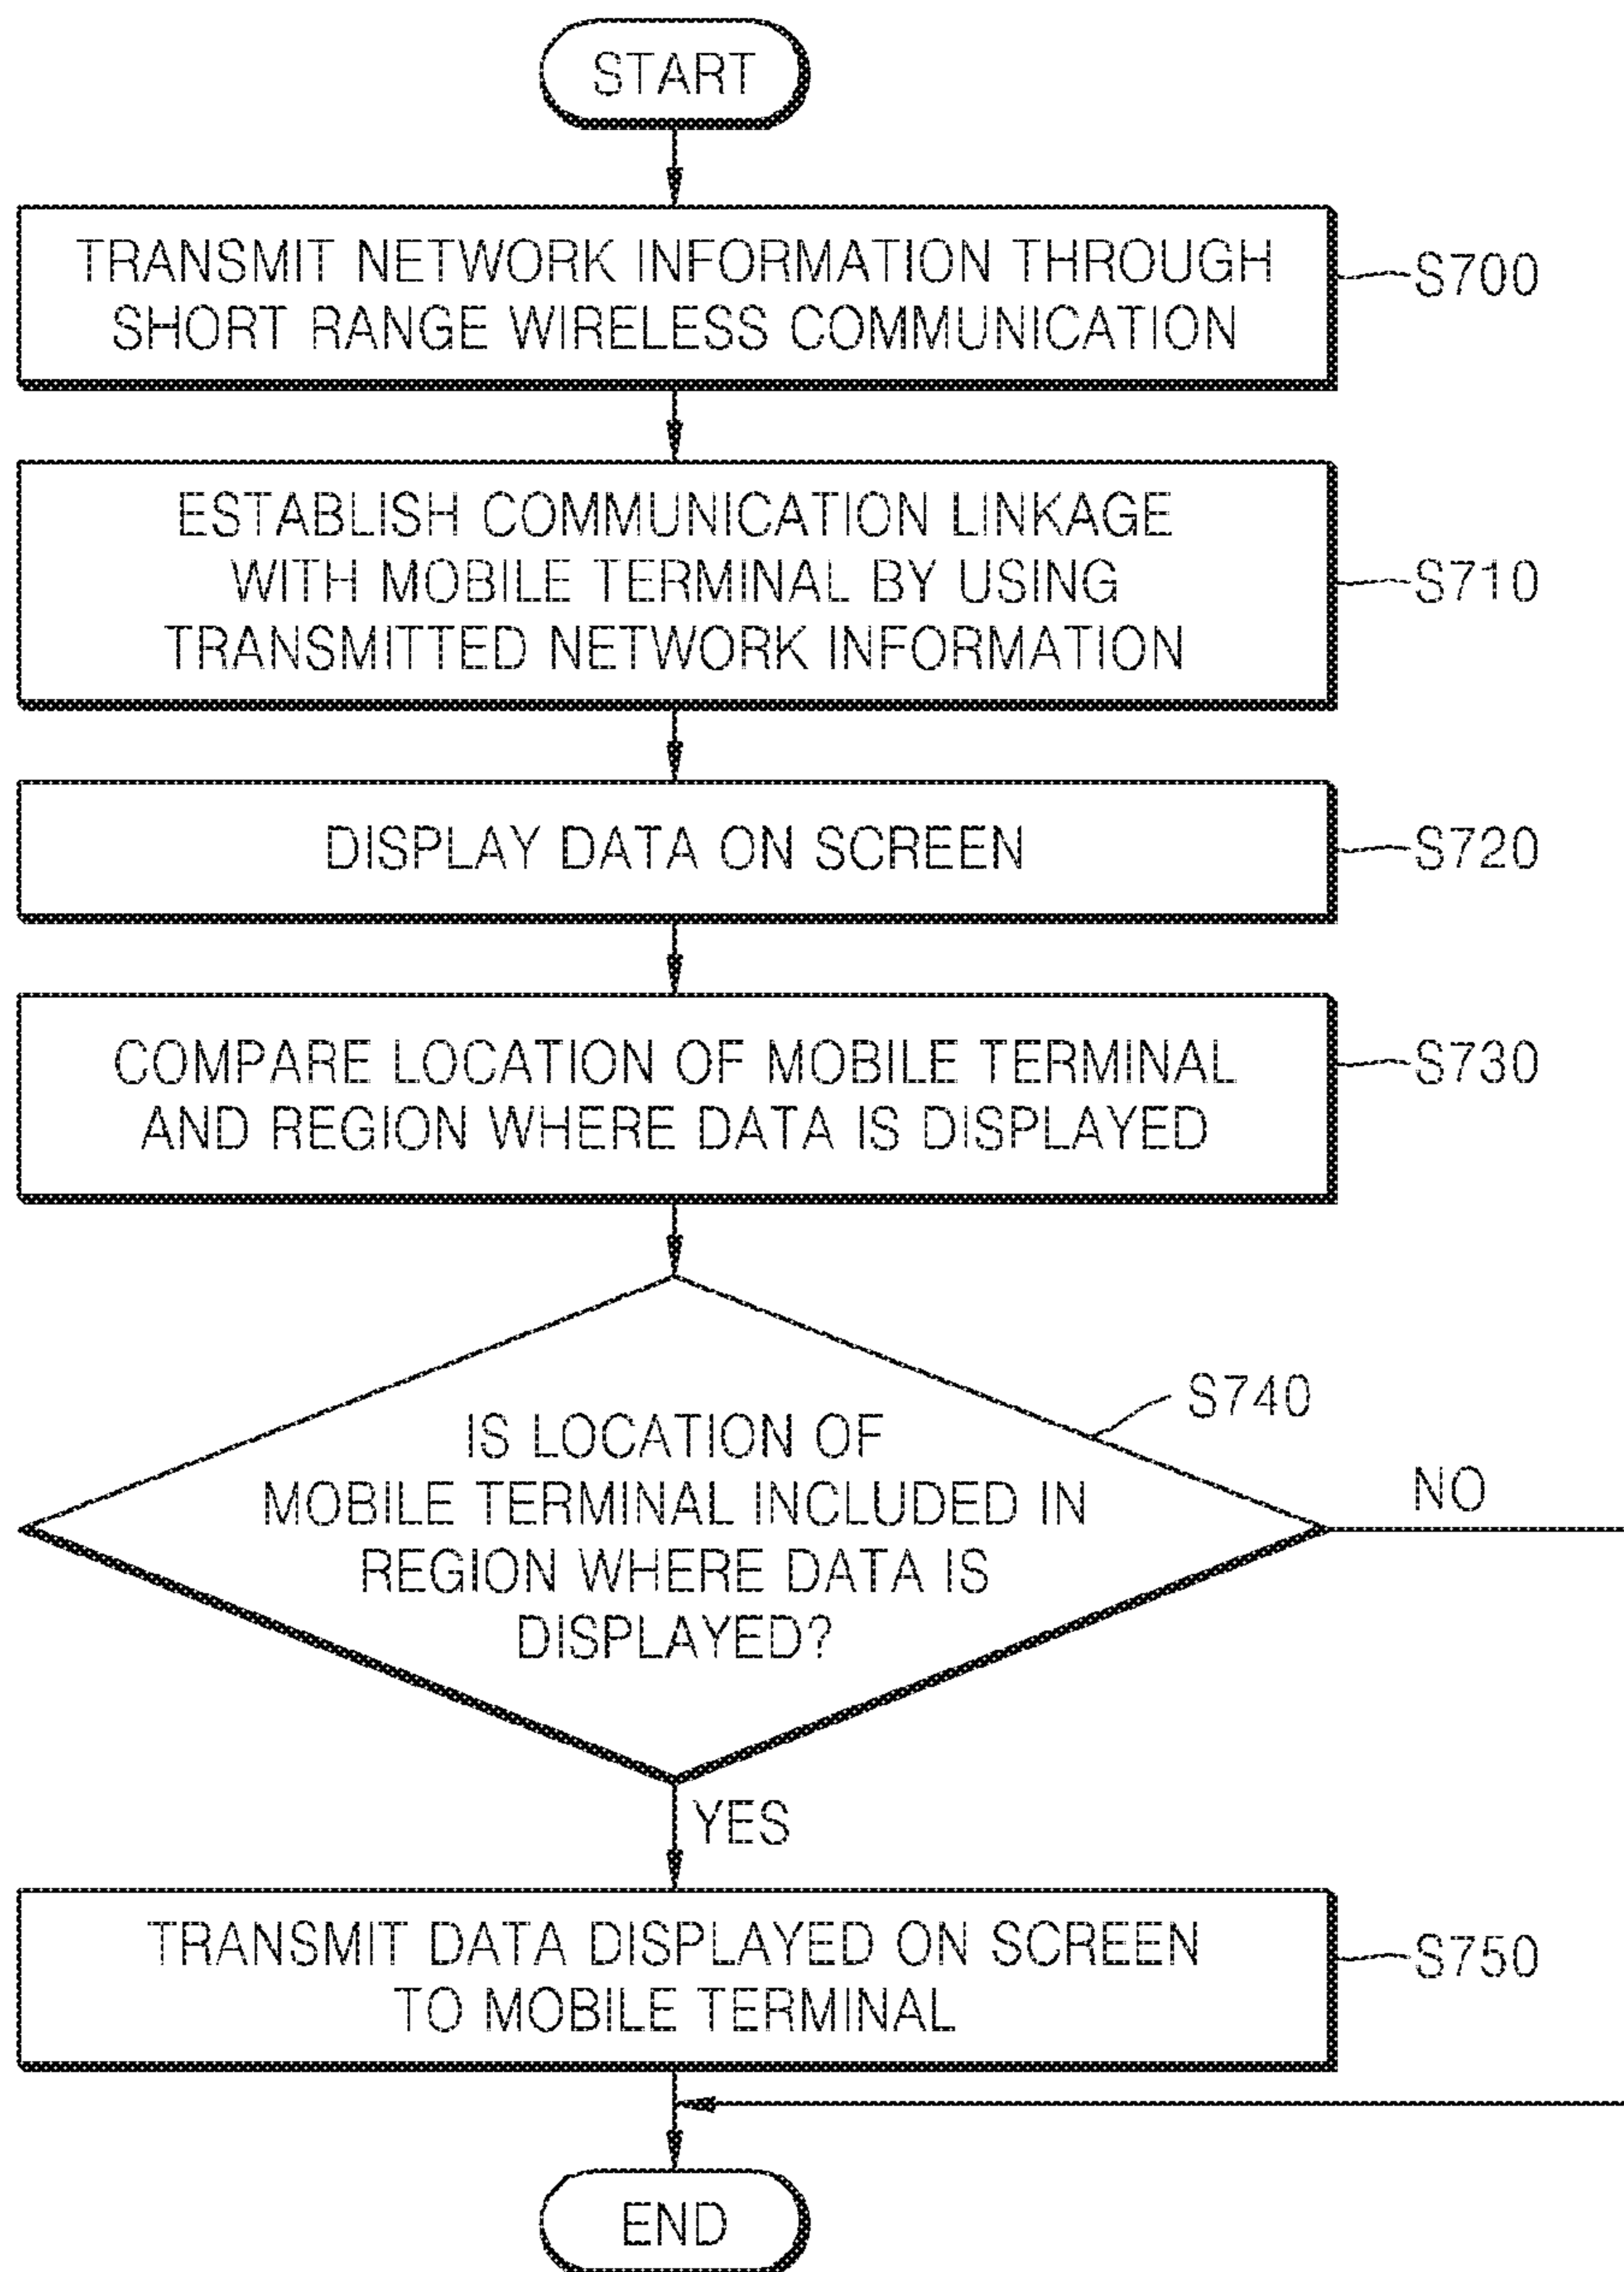 START
TRANSMIT NETWORK INFORMATION THROUGH
SHORT RANGE WIRELESS COMMUNICATION
S700
ESTABLISH COMMUNICATION LINKAGE
WITH MOBILE TERMINAL BY USING
TRANSMITTED NETWORK INFORMATION
S710
DISPLAY DATA ON SCREEN
S720
COMPARE LOCATION OF MOBILE TERMINAL
AND REGION WHERE DATA IS DISPLAYED
S730
S740
IS LOCATION OF
MOBILE TERMINAL INCLUDED IN
REGION WHERE DATA IS
DISPLAYED?
NO
YES
TRANSMIT DATA DISPLAYED ON SCREEN
TO MOBILE TERMINAL
S750
END